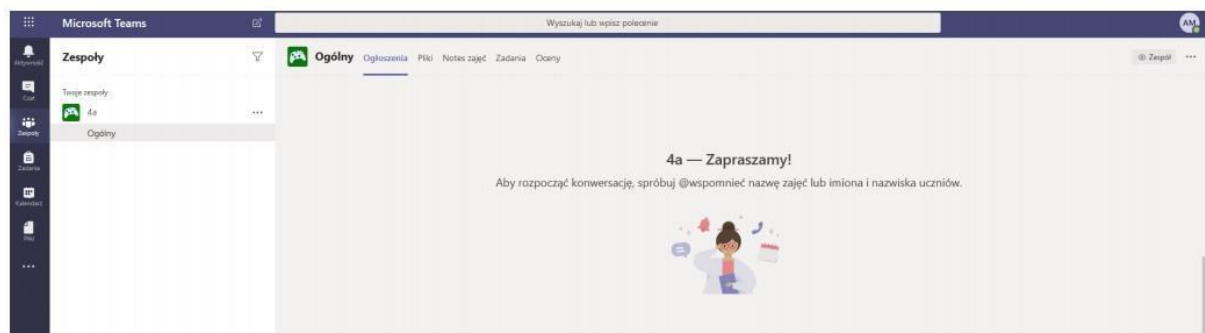 Microsoft Teams
Wyszukaj lub wpisz polecenie
AM
Aktywność
Czat
Zespoły
Zadania
Kalendarz
Pliki
Zespoły
Twoje zespoły
4a
Ogólny
Ogólny Ogłoszenia Pliki Notes zajęć Zadania Oceny
Zespół
4a — Zapraszamy!
Aby rozpocząć konwersację, spróbuj @wspomnieć nazwę zajęć lub imiona i nazwiska uczniów.